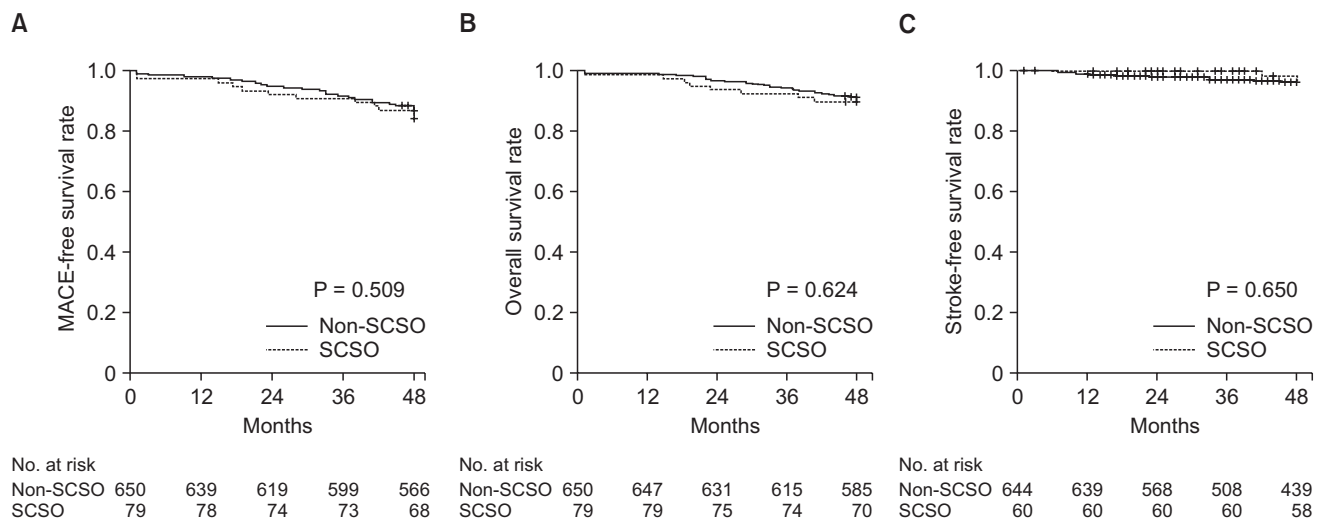 A
MACE-free survival rate
1.0
0.8
0.6
0.4
0.2
0
P = 0.509
Non-SCSO
SCSO
0 12 24 36 48
Months
No. at risk
Non-SCSO 650 639 619 599 566
SCSO 79 78 74 73 68
B
Overall survival rate
1.0
0.8
0.6
0.4
0.2
0
P = 0.624
Non-SCSO
SCSO
0 12 24 36 48
Months
No. at risk
Non-SCSO 650 647 631 615 585
SCSO 79 79 75 74 70
C
Stroke-free survival rate
1.0
0.8
0.6
0.4
0.2
0
P = 0.650
Non-SCSO
SCSO
0 12 24 36 48
Months
No. at risk
Non-SCSO 644 639 568 508 439
SCSO 60 60 60 60 58